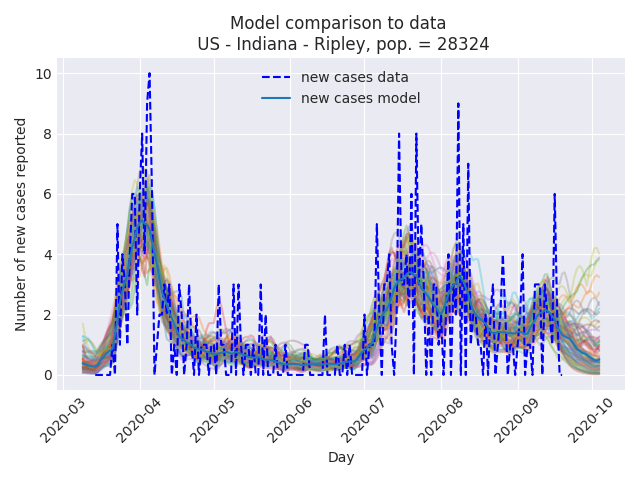 Model comparison to data
US - Indiana - Ripley, pop. = 28324
new cases data
new cases model
Number of new cases reported
10
8
6
4
2
0
2020-03
2020-04
2020-05
2020-06
2020-07
2020-08
2020-09
2020-10
Day